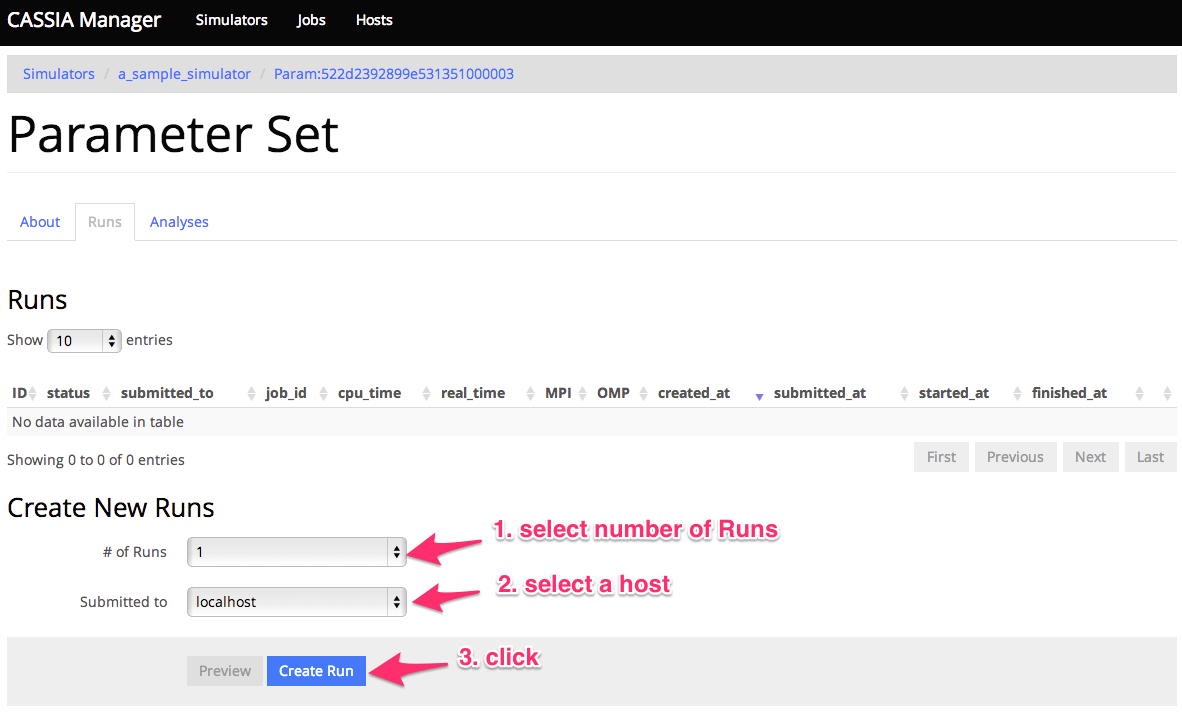 CASSIA Manager Simulators Jobs Hosts
Simulators / a_sample_simulator / Param:522d2392899e531351000003
Parameter Set
About Runs Analyses
Runs
Show 10 entries
ID status submitted_to job_id cpu_time real_time MPI OMP created_at submitted_at started_at finished_at
No data available in table
Showing 0 to 0 of 0 entries First Previous Next Last
Create New Runs
# of Runs 1 1. select number of Runs
Submitted to localhost 2. select a host
Preview Create Run 3. click